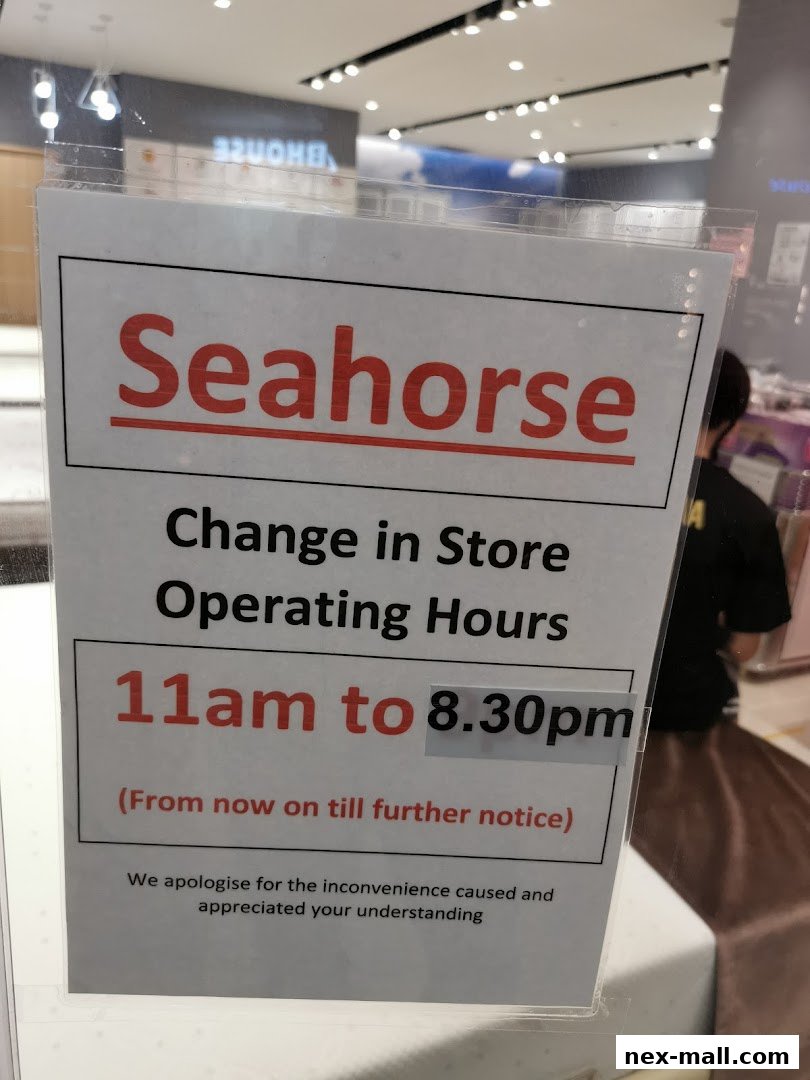 Seahorse
Change in Store
Operating Hours
11am to 8.30pm
(From now on till further notice)
We apologise for the inconvenience caused and
appreciated your understanding
nex-mall.com